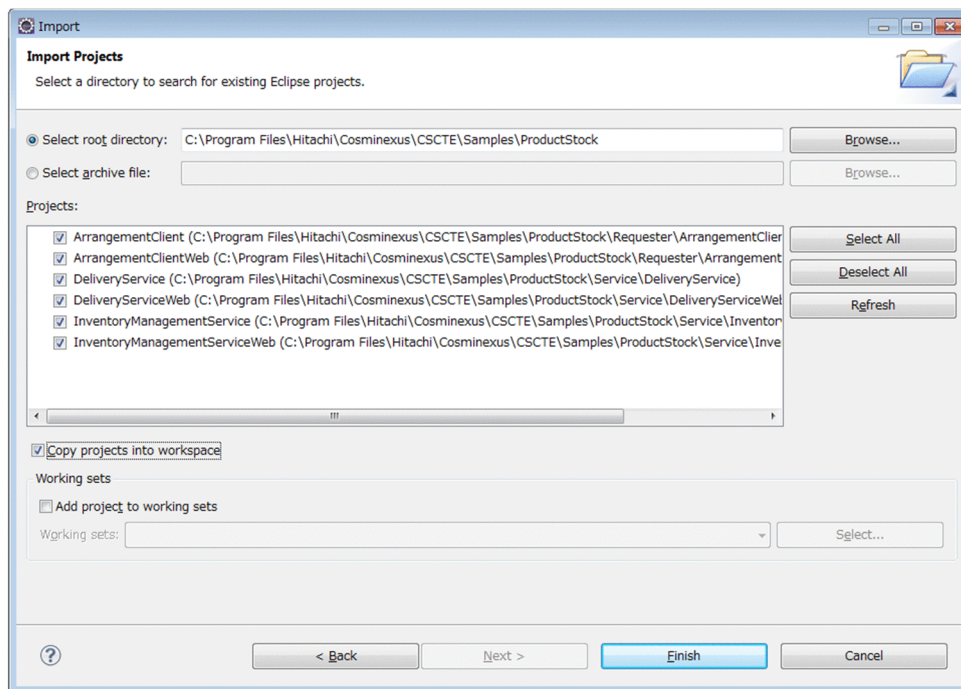 Import
Import Projects
Select a directory to search for existing Eclipse projects.
Select root directory: C:\Program Files\Hitachi\Cosminexus\CSCTE\Samples\ProductStock Browse...
Select archive file: Browse...
Projects:
ArrangementClient (C:\Program Files\Hitachi\Cosminexus\CSCTE\Samples\ProductStock\Requester\ArrangementClier
ArrangementClientWeb (C:\Program Files\Hitachi\Cosminexus\CSCTE\Samples\ProductStock\Requester\Arrangement
DeliveryService (C:\Program Files\Hitachi\Cosminexus\CSCTE\Samples\ProductStock\Service\DeliveryService)
DeliveryServiceWeb (C:\Program Files\Hitachi\Cosminexus\CSCTE\Samples\ProductStock\Service\DeliveryServiceWeb
InventoryManagementService (C:\Program Files\Hitachi\Cosminexus\CSCTE\Samples\ProductStock\Service\Inventor
InventoryManagementServiceWeb (C:\Program Files\Hitachi\Cosminexus\CSCTE\Samples\ProductStock\Service\Inve
Select All
Deselect All
Refresh
Copy projects into workspace
Working sets
Add project to working sets
Working sets: Select...
? < Back Next > Finish Cancel